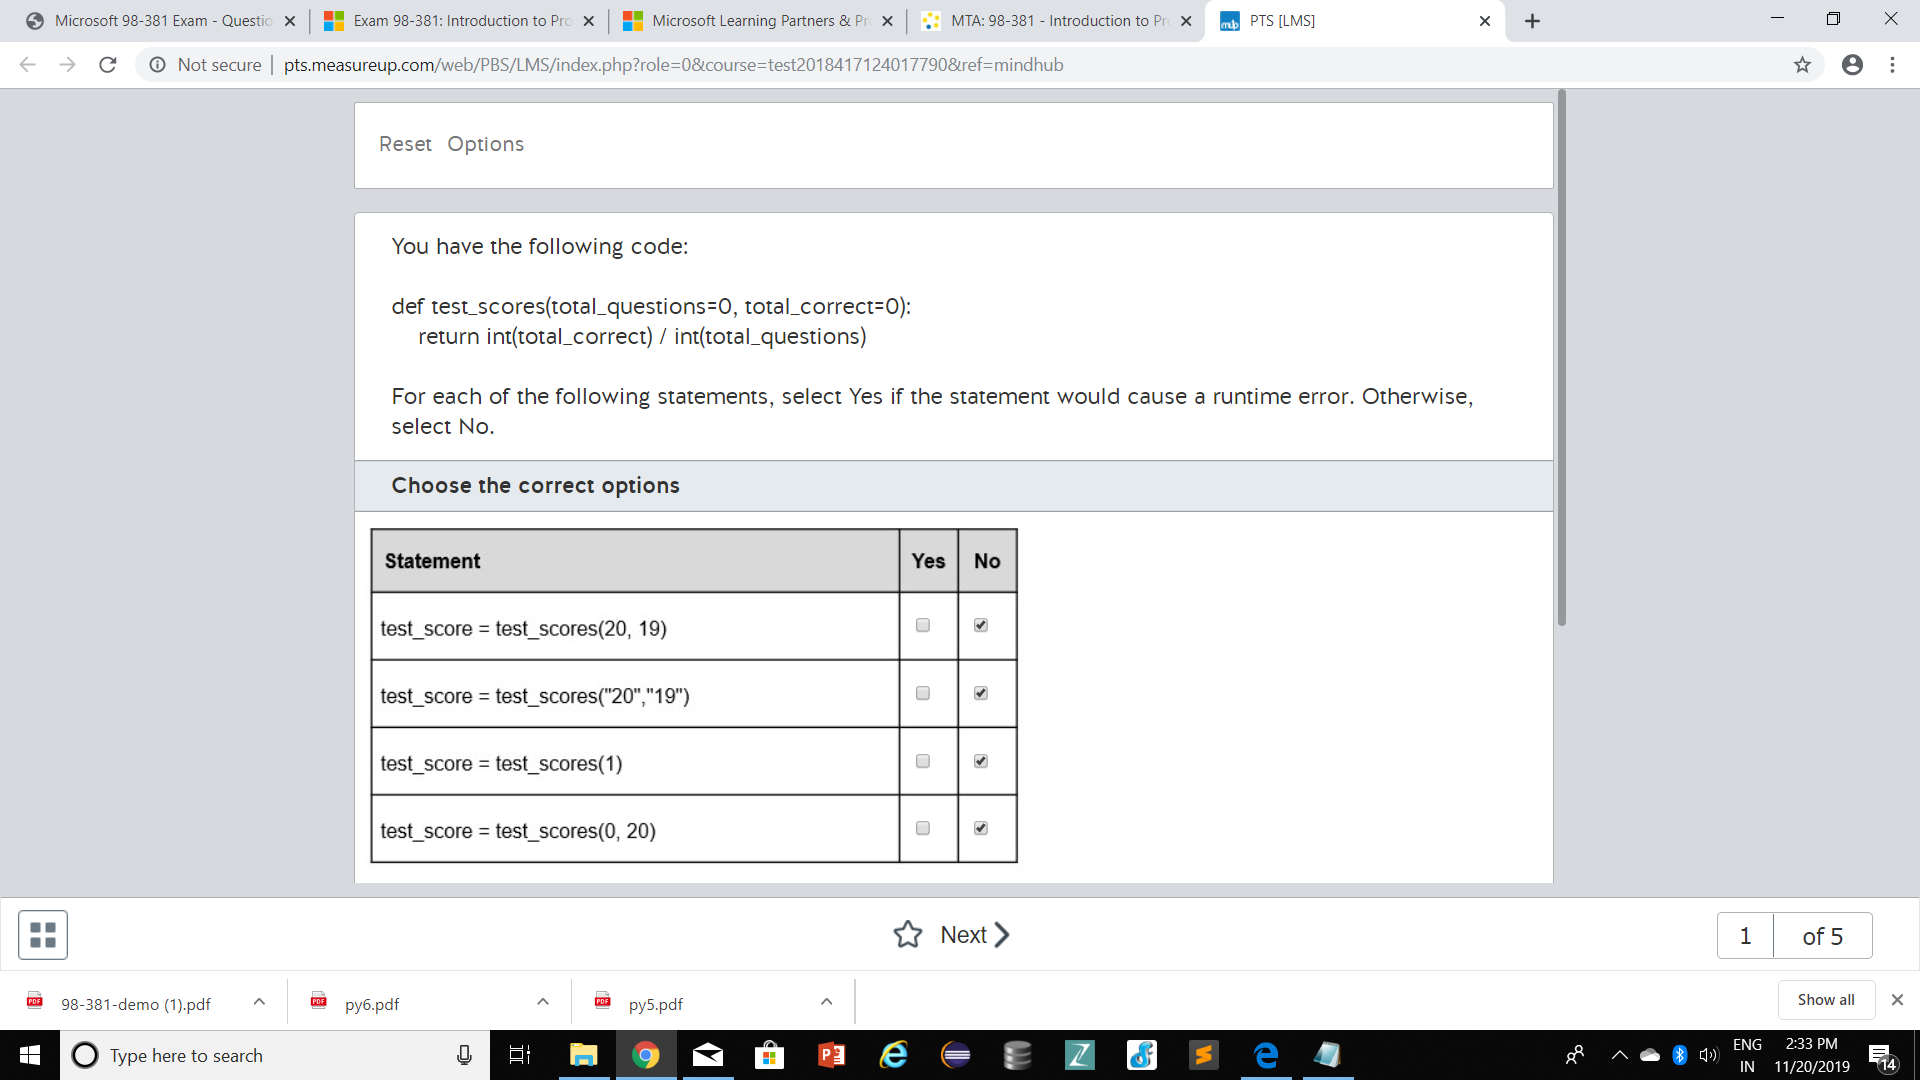 Microsoft 98-381 Exam - Questio
Exam 98-381: Introduction to Pro
Microsoft Learning Partners & Pr
MTA: 98-381 - Introduction to Pr
mup PTS [LMS]
Not secure | pts.measureup.com/web/PBS/LMS/index.php?role=0&course=test2018417124017790&ref=mindhub
Reset Options
You have the following code:
def test_scores(total_questions=0, total_correct=0):
return int(total_correct) / int(total_questions)
For each of the following statements, select Yes if the statement would cause a runtime error. Otherwise,
select No.
Choose the correct options
Statement Yes No
test_score = test_scores(20, 19)
test_score = test_scores("20","19")
test_score = test_scores(1)
test_score = test_scores(0, 20)
Next
1 of 5
PDF 98-381-demo (1).pdf
PDF py6.pdf
PDF py5.pdf
Show all
Type here to search
ENG
IN
2:33 PM
11/20/2019
14